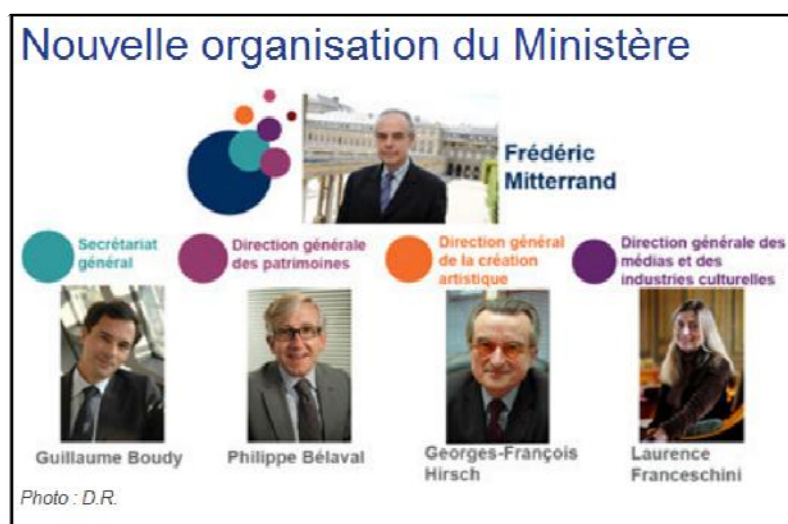 Nouvelle organisation du Ministère
Frédéric
Mitterrand
Secrétariat
général
Direction générale
des patrimoines
Direction général
de la création
artistique
Direction générale des
médias et des
industries culturelles
Guillaume Boudy
Philippe Bélaval
Georges-François
Hirsch
Laurence
Franceschini
Photo : D.R.